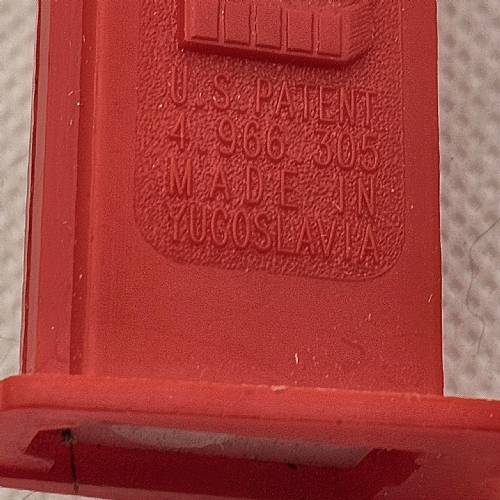 U.S. PATENT
4 966 305
MADE IN
YUGOSLAVIA